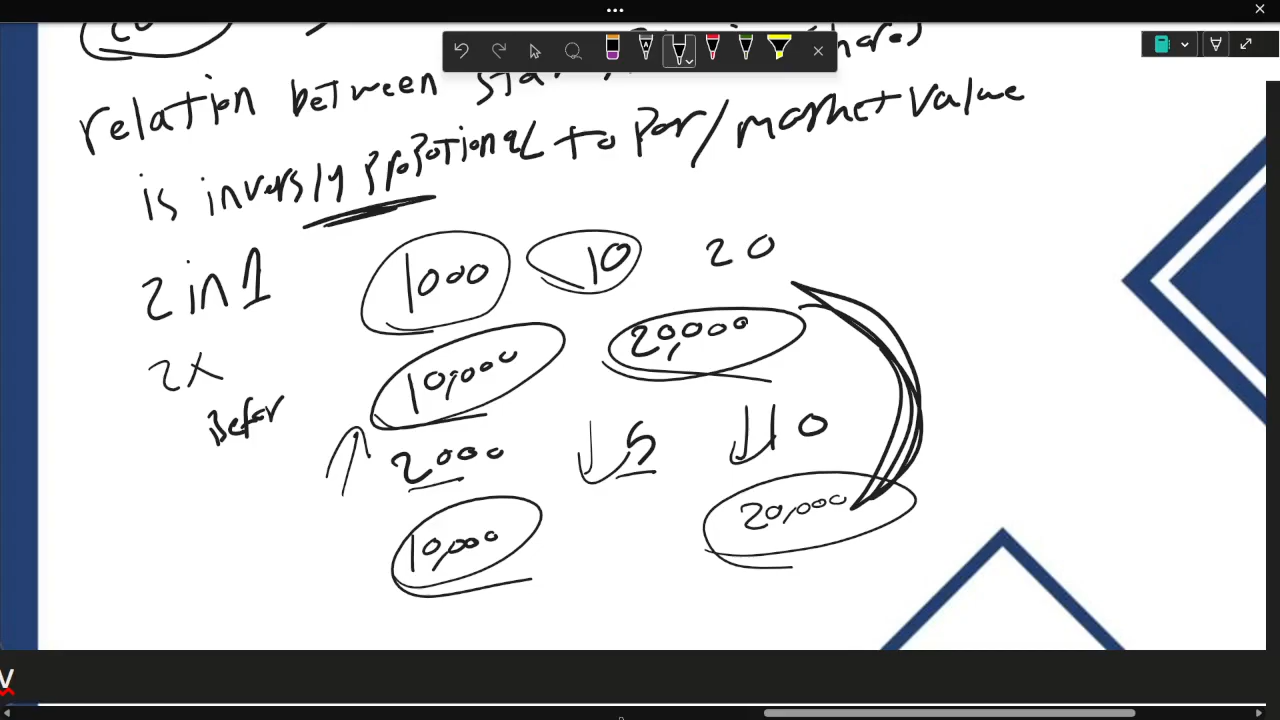 relation between
is inversly propotional to Par/market value
2 in 1 1000 10 20
10,000 20,000
2X
Befor
2000 5 10
20,000
10,000
V